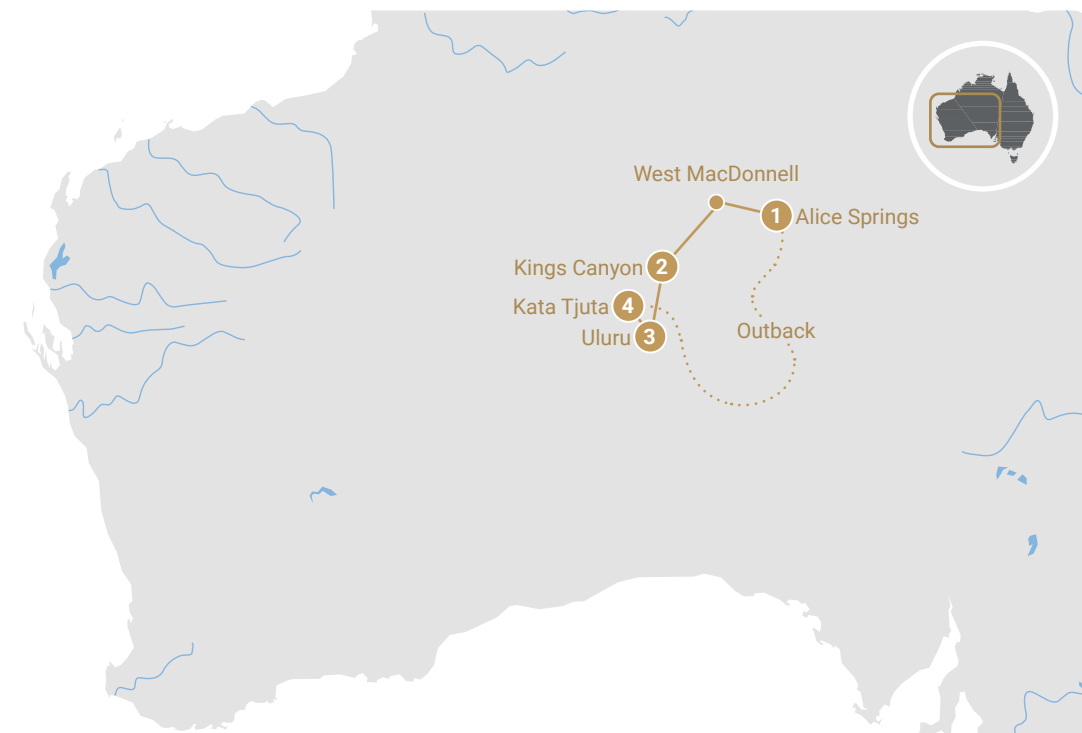 West MacDonnell
1 Alice Springs
Kings Canyon 2
Kata Tjuta 4
Outback
Uluru 3